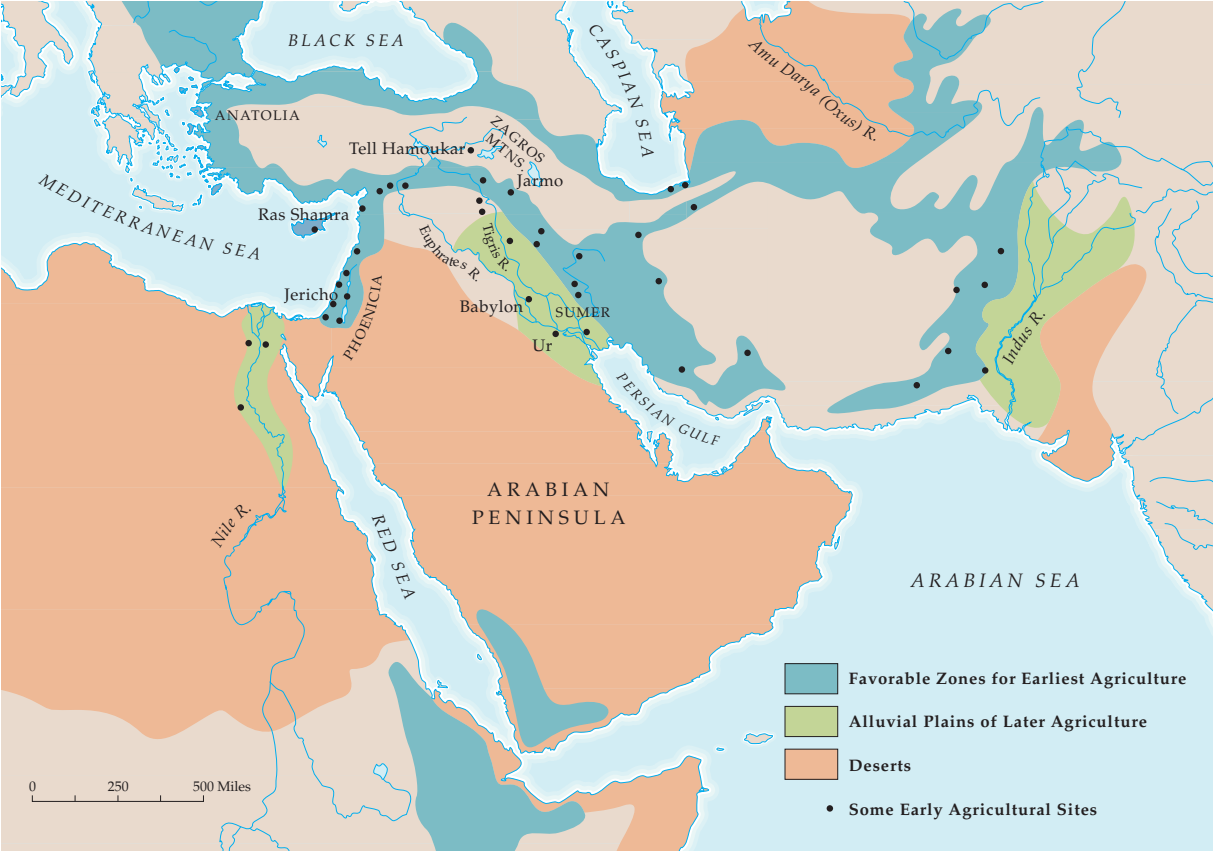 BLACK SEA
CASPIAN SEA
Amu Darya (Oxus) R.
ANATOLIA
ZAGROS
MTNS.
Tell Hamoukar
Jarmo
MEDITERRANEAN SEA
Ras Shamra
Euphrates R.
Tigris R.
Jericho
PHOENICIA
Babylon
SUMER
Ur
Indus R.
PERSIAN GULF
ARABIAN
PENINSULA
Nile R.
RED SEA
ARABIAN SEA
Favorable Zones for Earliest Agriculture
Alluvial Plains of Later Agriculture
Deserts
Some Early Agricultural Sites
0 250 500 Miles